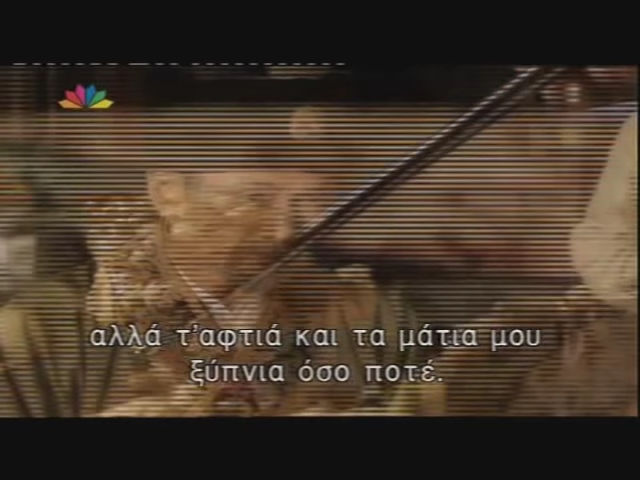 αλλά τ'αφτιά και τα μάτια μου
ξύπνια όσο ποτέ.